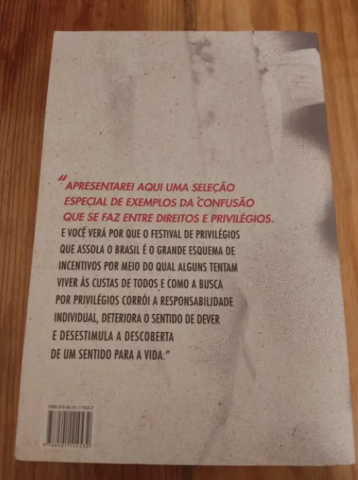 "APRESENTAREI AQUI UMA SELEÇÃO
ESPECIAL DE EXEMPLOS DA CONFUSÃO
QUE SE FAZ ENTRE DIREITOS E PRIVILÉGIOS.
E VOCÊ VERÁ POR QUE O FESTIVAL DE PRIVILÉGIOS
QUE ASSOLA O BRASIL É O GRANDE ESQUEMA DE
INCENTIVOS POR MEIO DO QUAL ALGUNS TENTAM
VIVER ÀS CUSTAS DE TODOS E COMO A BUSCA
POR PRIVILÉGIOS CORRÓI A RESPONSABILIDADE
INDIVIDUAL, DETERIORA O SENTIDO DE DEVER
E DESESTIMULA A DESCOBERTA
DE UM SENTIDO PARA A VIDA."